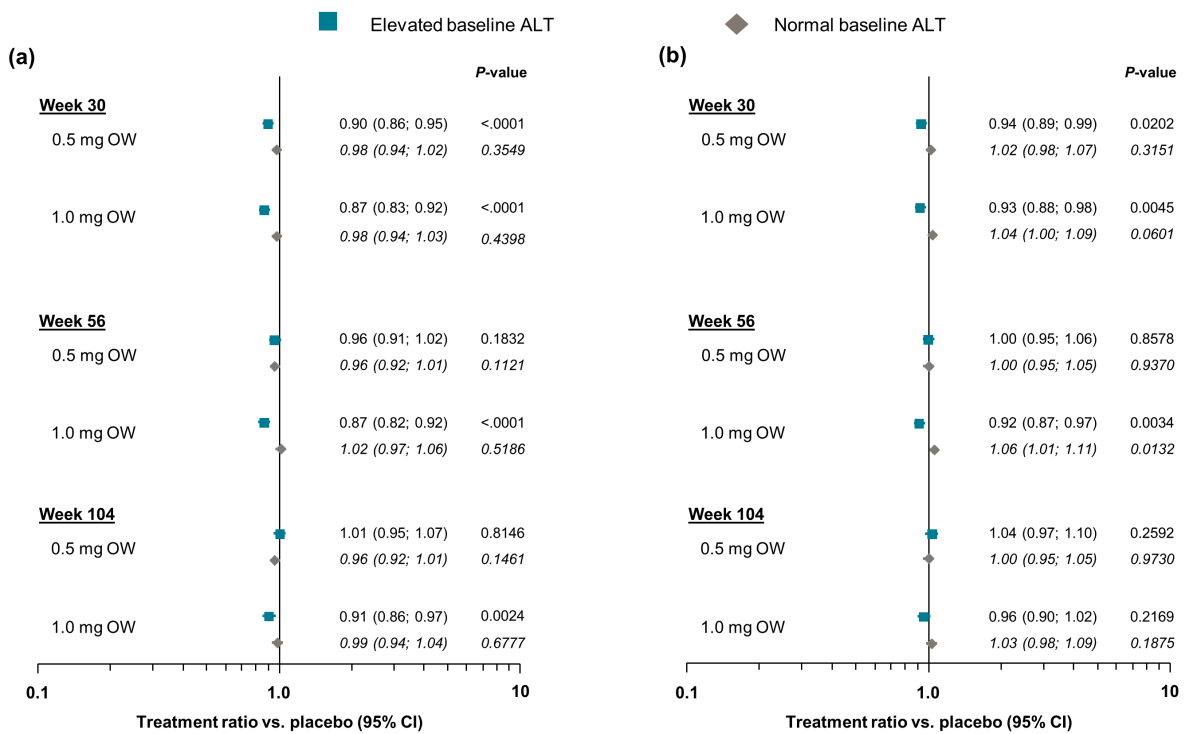 Elevated baseline ALT
Normal baseline ALT
(a)
P-value
Week 30
0.5 mg OW
0.90 (0.86; 0.95) <.0001
0.98 (0.94; 1.02) 0.3549
1.0 mg OW
0.87 (0.83; 0.92) <.0001
0.98 (0.94; 1.03) 0.4398
Week 56
0.5 mg OW
0.96 (0.91; 1.02) 0.1832
0.96 (0.92; 1.01) 0.1121
1.0 mg OW
0.87 (0.82; 0.92) <.0001
1.02 (0.97; 1.06) 0.5186
Week 104
0.5 mg OW
1.01 (0.95; 1.07) 0.8146
0.96 (0.92; 1.01) 0.1461
1.0 mg OW
0.91 (0.86; 0.97) 0.0024
0.99 (0.94; 1.04) 0.6777
0.1 1.0 10
Treatment ratio vs. placebo (95% CI)
(b)
P-value
Week 30
0.5 mg OW
0.94 (0.89; 0.99) 0.0202
1.02 (0.98; 1.07) 0.3151
1.0 mg OW
0.93 (0.88; 0.98) 0.0045
1.04 (1.00; 1.09) 0.0601
Week 56
0.5 mg OW
1.00 (0.95; 1.06) 0.8578
1.00 (0.95; 1.05) 0.9370
1.0 mg OW
0.92 (0.87; 0.97) 0.0034
1.06 (1.01; 1.11) 0.0132
Week 104
0.5 mg OW
1.04 (0.97; 1.10) 0.2592
1.00 (0.95; 1.05) 0.9730
1.0 mg OW
0.96 (0.90; 1.02) 0.2169
1.03 (0.98; 1.09) 0.1875
0.1 1.0 10
Treatment ratio vs. placebo (95% CI)